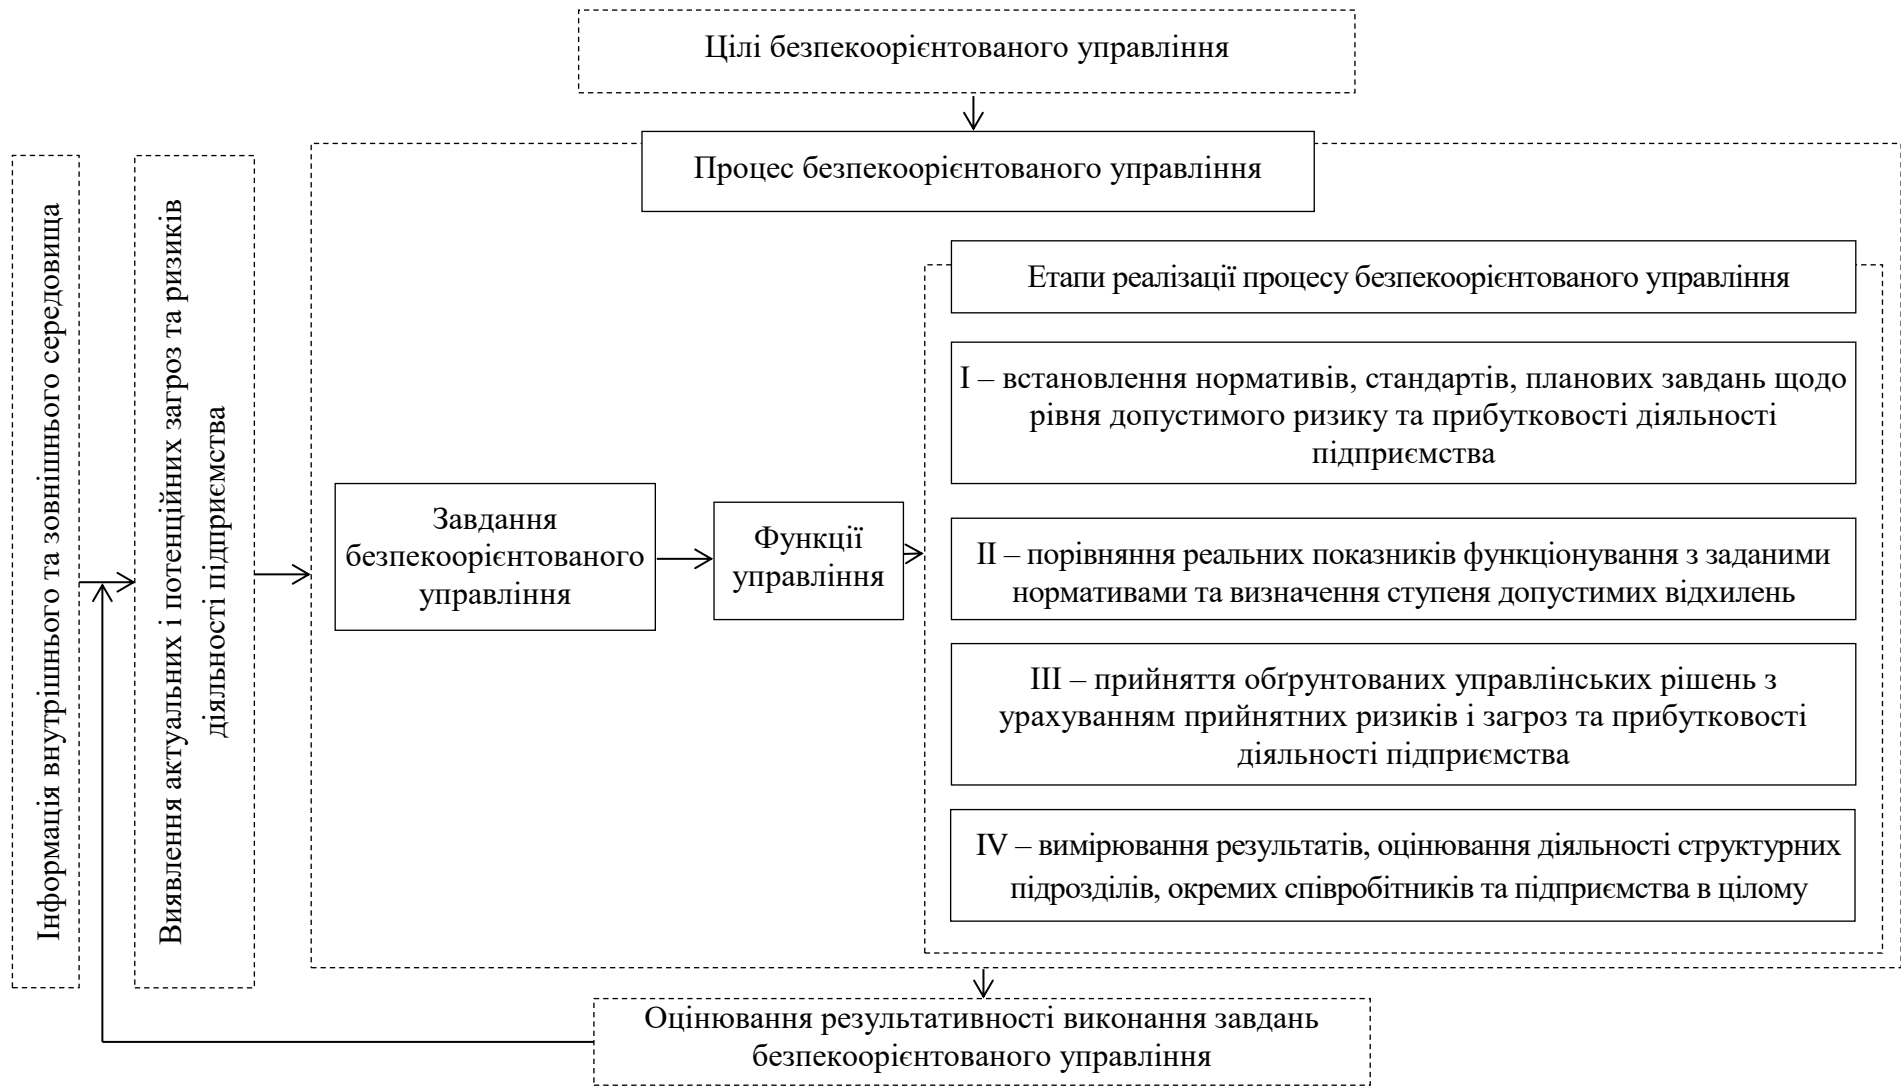 Цілі безпекоорієнтованого управління
Процес безпекоорієнтованого управління
Інформація внутрішнього та зовнішнього середовища
Виявлення актуальних і потенційних загроз та ризиків
діяльності підприємства
Завдання
безпекоорієнтованого
управління
Функції
управління
Етапи реалізації процесу безпекоорієнтованого управління
І – встановлення нормативів, стандартів, планових завдань щодо
рівня допустимого ризику та прибутковості діяльності
підприємства
ІІ – порівняння реальних показників функціонування з заданими
нормативами та визначення ступеня допустимих відхилень
ІІІ – прийняття обґрунтованих управлінських рішень з
урахуванням прийнятних ризиків і загроз та прибутковості
діяльності підприємства
IV – вимірювання результатів, оцінювання діяльності структурних
підрозділів, окремих співробітників та підприємства в цілому
Оцінювання результативності виконання завдань
безпекоорієнтованого управління